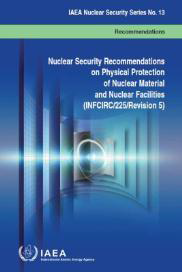 IAEA Nuclear Security Series No. 13
Recommendations
Nuclear Security Recommendations
on Physical Protection
of Nuclear Material
and Nuclear Facilities
(INFCIRC/225/Revision 5)
IAEA
International Atomic Energy Agency